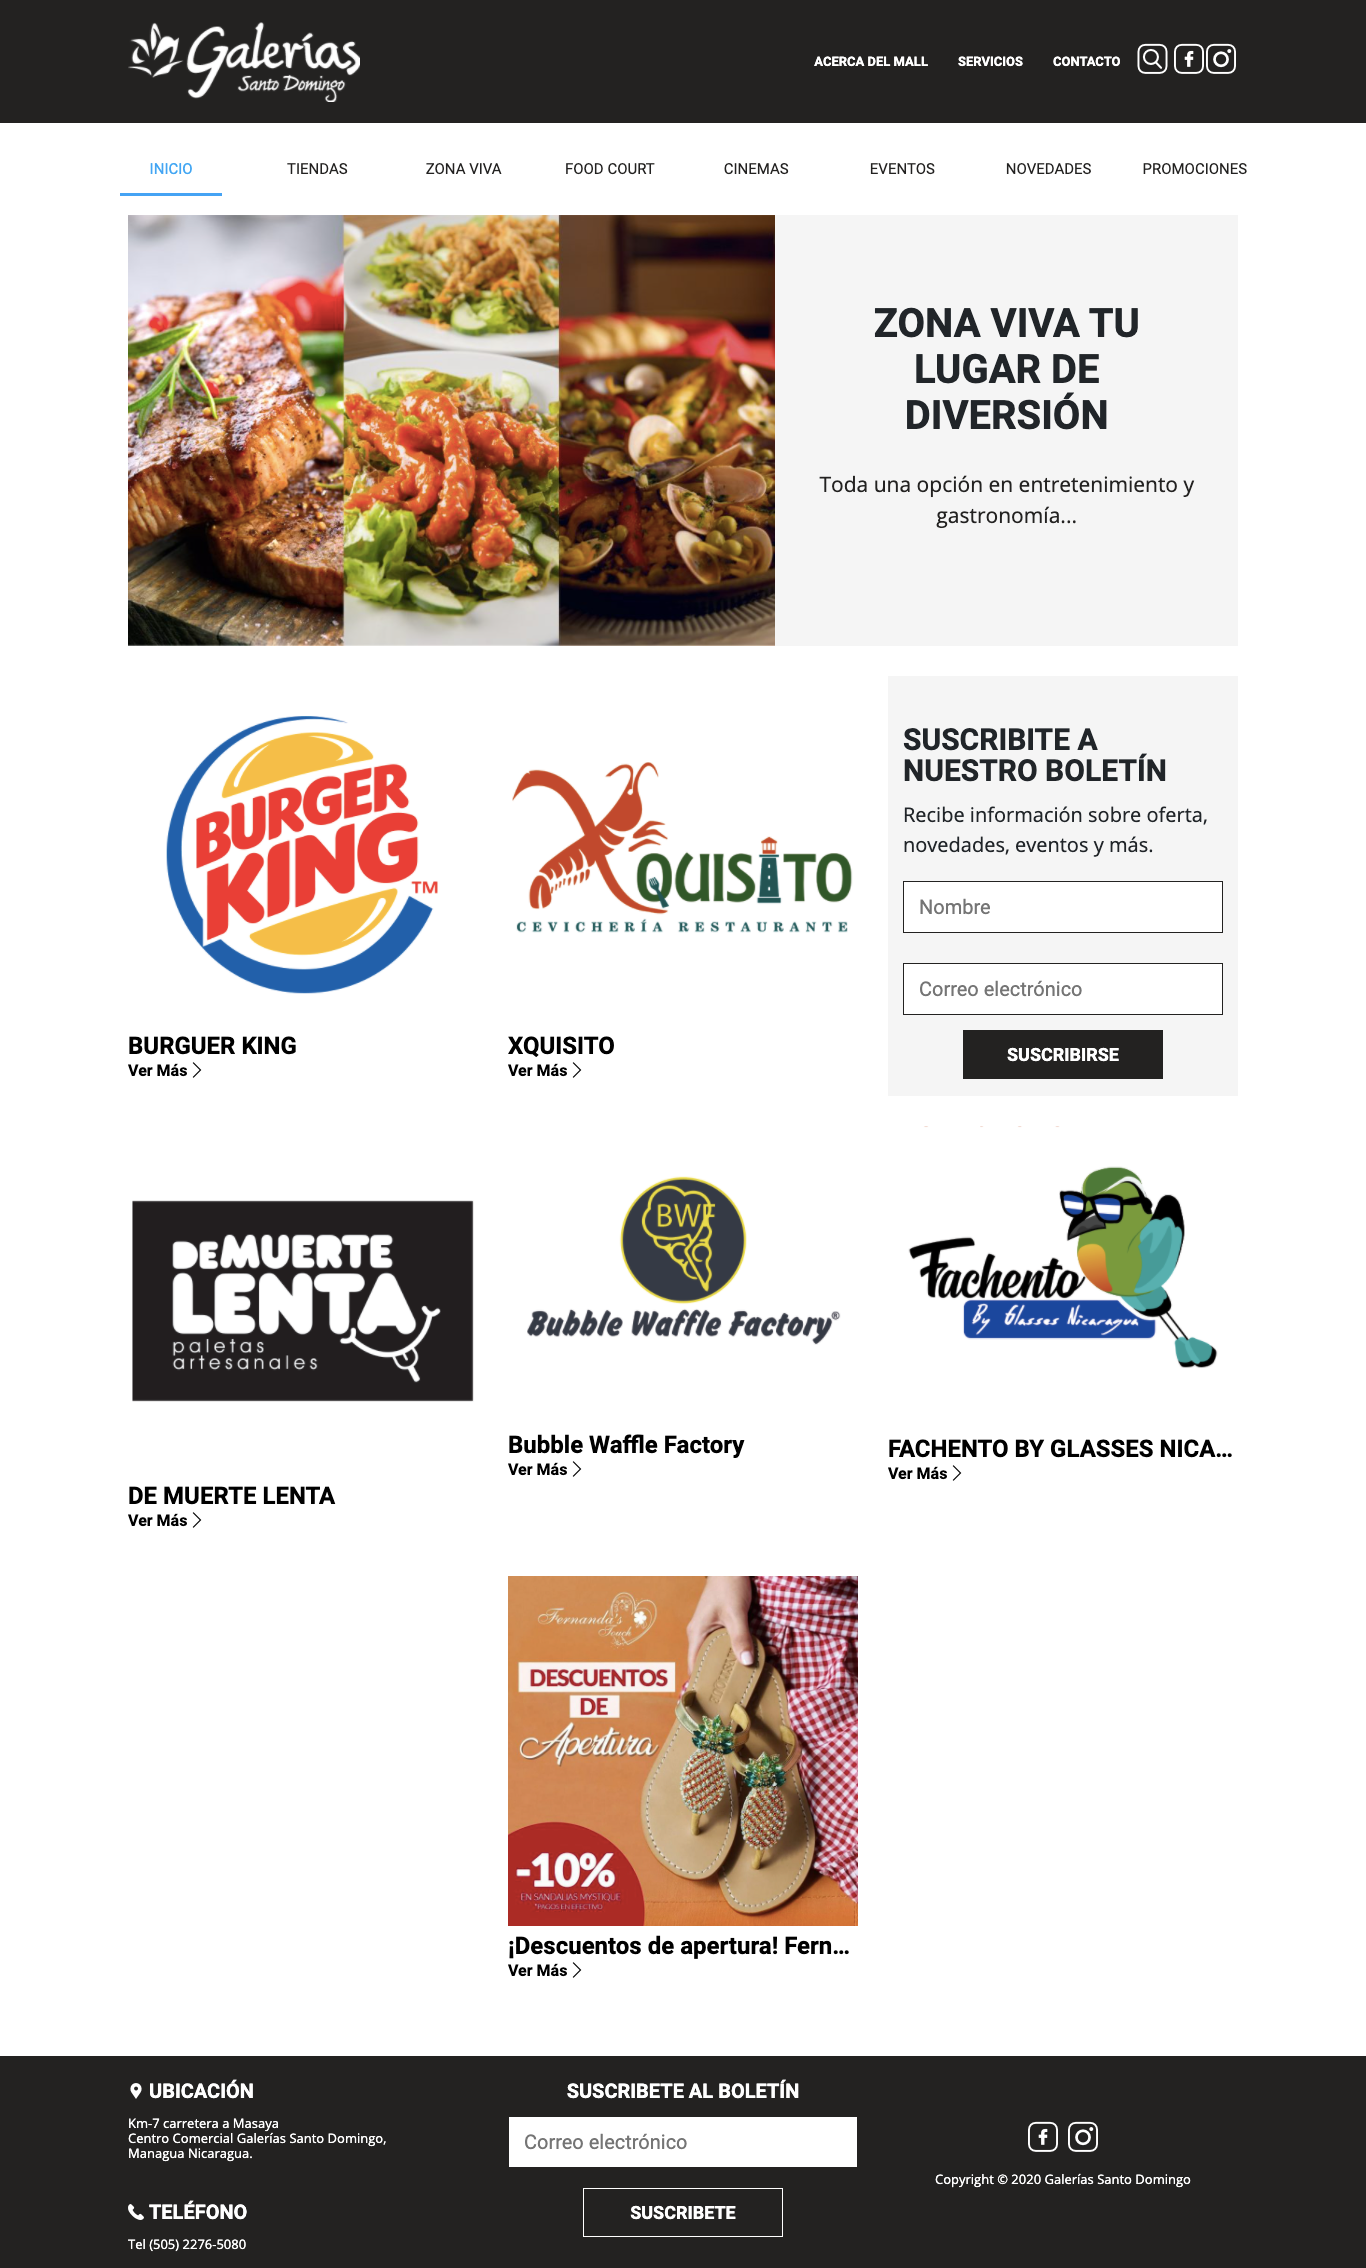 Galerías
Santo Domingo
ACERCA DEL MALL
SERVICIOS
CONTACTO
INICIO
TIENDAS
ZONA VIVA
FOOD COURT
CINEMAS
EVENTOS
NOVEDADES
PROMOCIONES
ZONA VIVA TU
LUGAR DE
DIVERSIÓN
Toda una opción en entretenimiento y
gastronomía...
BURGER
KING
TM
BURGUER KING
Ver Más
XQUISITO
CEVICHERÍA RESTAURANTE
XQUISITO
Ver Más
SUSCRIBITE A
NUESTRO BOLETÍN
Recibe información sobre oferta,
novedades, eventos y más.
Nombre
Correo electrónico
SUSCRIBIRSE
DE MUERTE
LENTA
paletas
artesanales
DE MUERTE LENTA
Ver Más
BWF
Bubble Waffle Factory®
Bubble Waffle Factory
Ver Más
Fachento
By Glasses Nicaragua
FACHENTO BY GLASSES NICA...
Ver Más
Fernanda's
Touch
DESCUENTOS
DE
Apertura
-10%
EN SANDALIAS MYSTIQUE
*PAGOS EN EFECTIVO
¡Descuentos de apertura! Fern...
Ver Más
UBICACIÓN
Km-7 carretera a Masaya
Centro Comercial Galerías Santo Domingo,
Managua Nicaragua.
TELÉFONO
Tel (505) 2276-5080
SUSCRIBETE AL BOLETÍN
Correo electrónico
SUSCRIBETE
Copyright © 2020 Galerías Santo Domingo